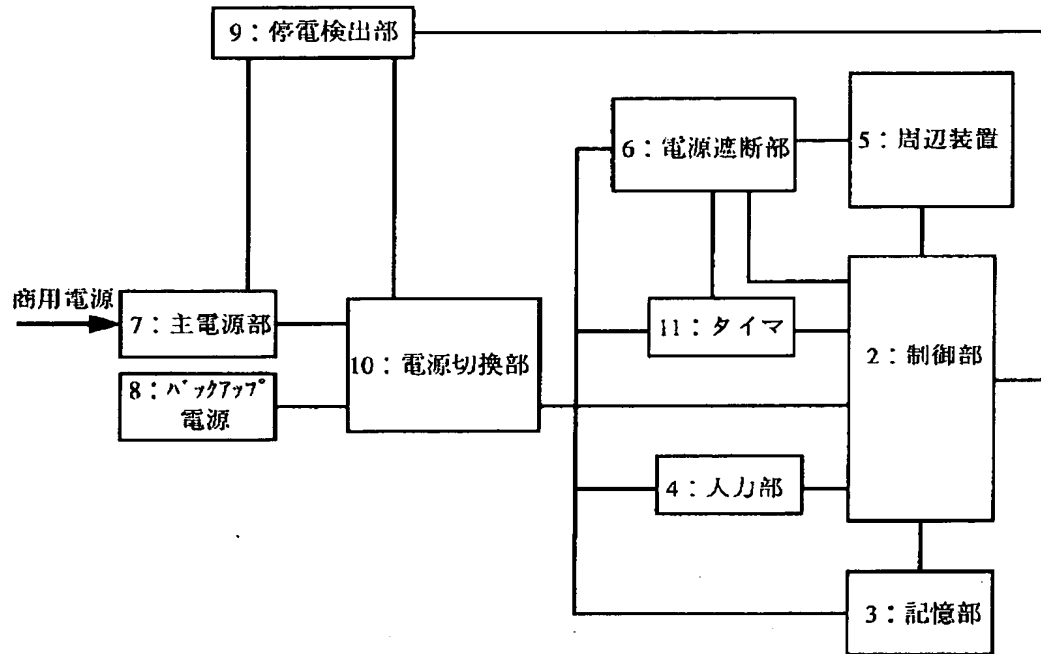 9：停電検出部
6：電源遮断部
5：周辺装置
商用電源
7：主電源部
11：タイマ
2：制御部
10：電源切換部
8：ﾊﾞｯｸｱｯﾌﾟ
電源
4：入力部
3：記憶部